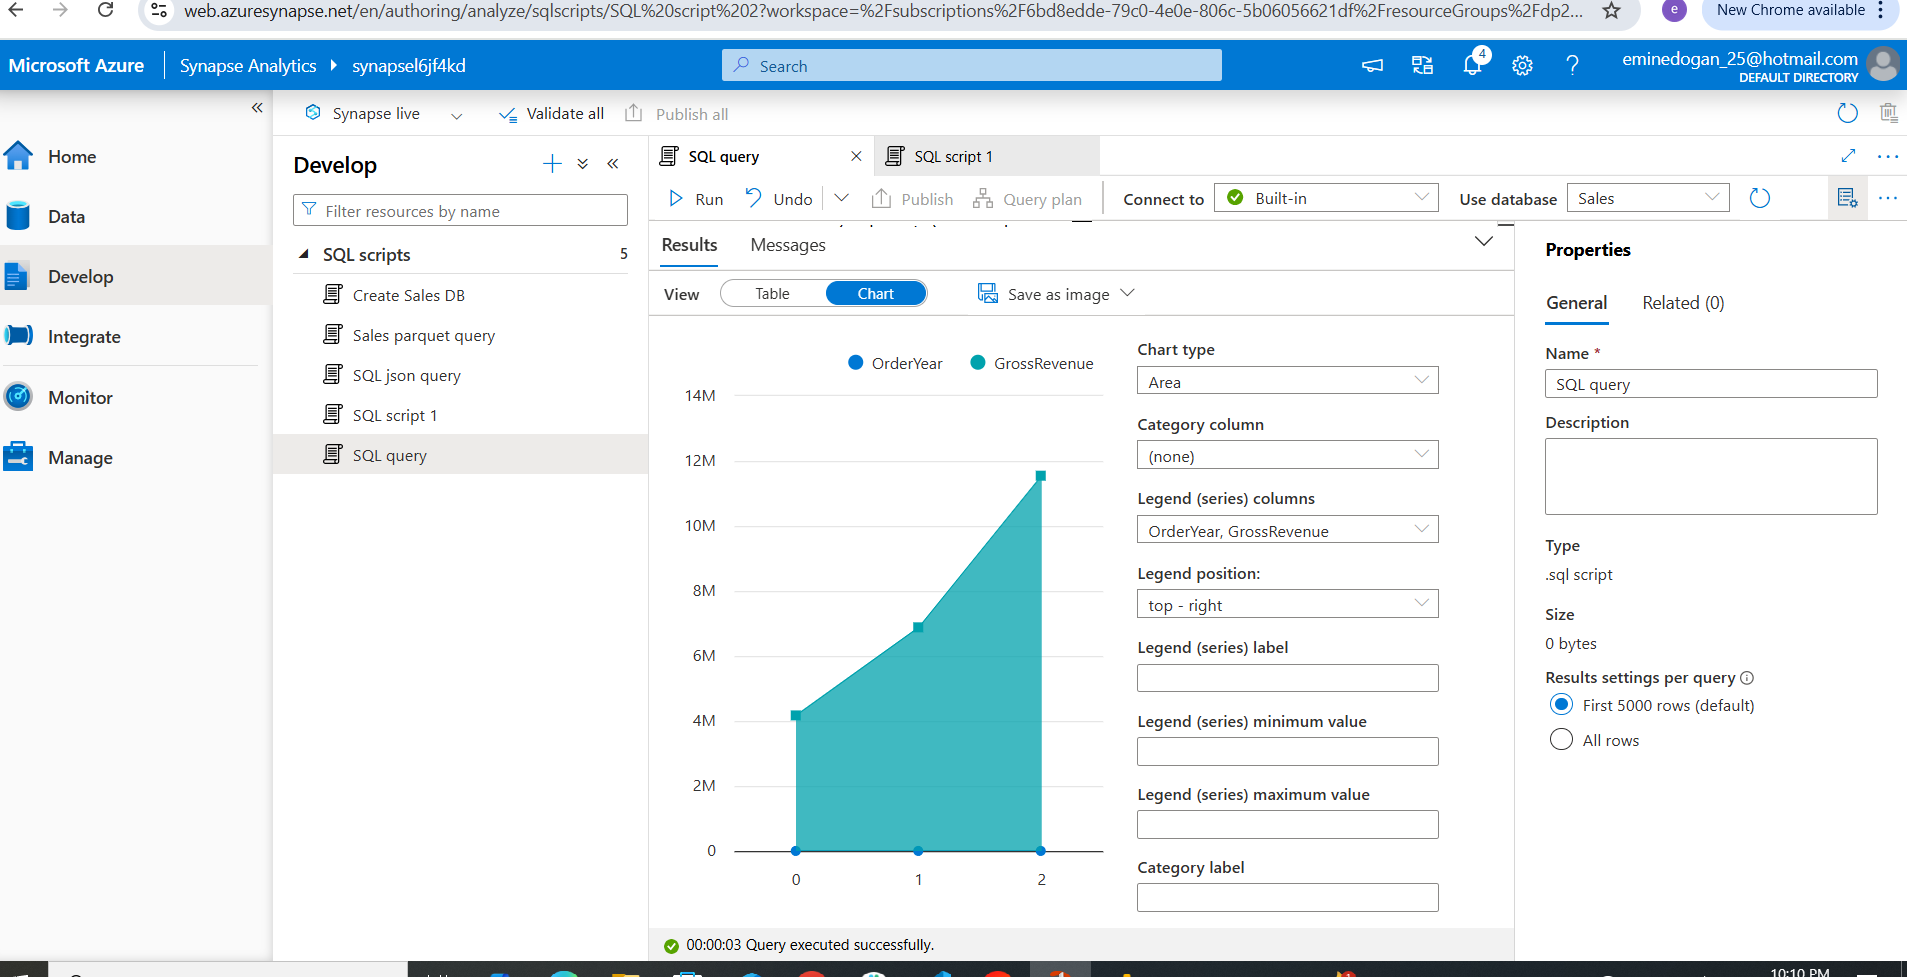 web.azuresynapse.net/en/authoring/analyze/sqlscripts/SQL%20script%202?workspace=%2Fsubscriptions%2F6bd8edde-79c0-4e0e-806c-5b06056621df%2FresourceGroups%2Fdp2...
e
New Chrome available
Microsoft Azure
Synapse Analytics
synapsel6jf4kd
Search
4
?
eminedogan_25@hotmail.com
DEFAULT DIRECTORY
Synapse live
Validate all
Publish all
Home
Data
Develop
Integrate
Monitor
Manage
Develop
Filter resources by name
SQL scripts 5
Create Sales DB
Sales parquet query
SQL json query
SQL script 1
SQL query
SQL query
SQL script 1
Run
Undo
Publish
Query plan
Connect to
Built-in
Use database
Sales
Results
Messages
View
Table
Chart
Save as image
OrderYear
GrossRevenue
14M
12M
10M
8M
6M
4M
2M
0
0 1 2
Chart type
Area
Category column
(none)
Legend (series) columns
OrderYear, GrossRevenue
Legend position:
top - right
Legend (series) label
Legend (series) minimum value
Legend (series) maximum value
Category label
00:00:03 Query executed successfully.
Properties
General
Related (0)
Name *
SQL query
Description
Type
.sql script
Size
0 bytes
Results settings per query
First 5000 rows (default)
All rows
10:10 PM